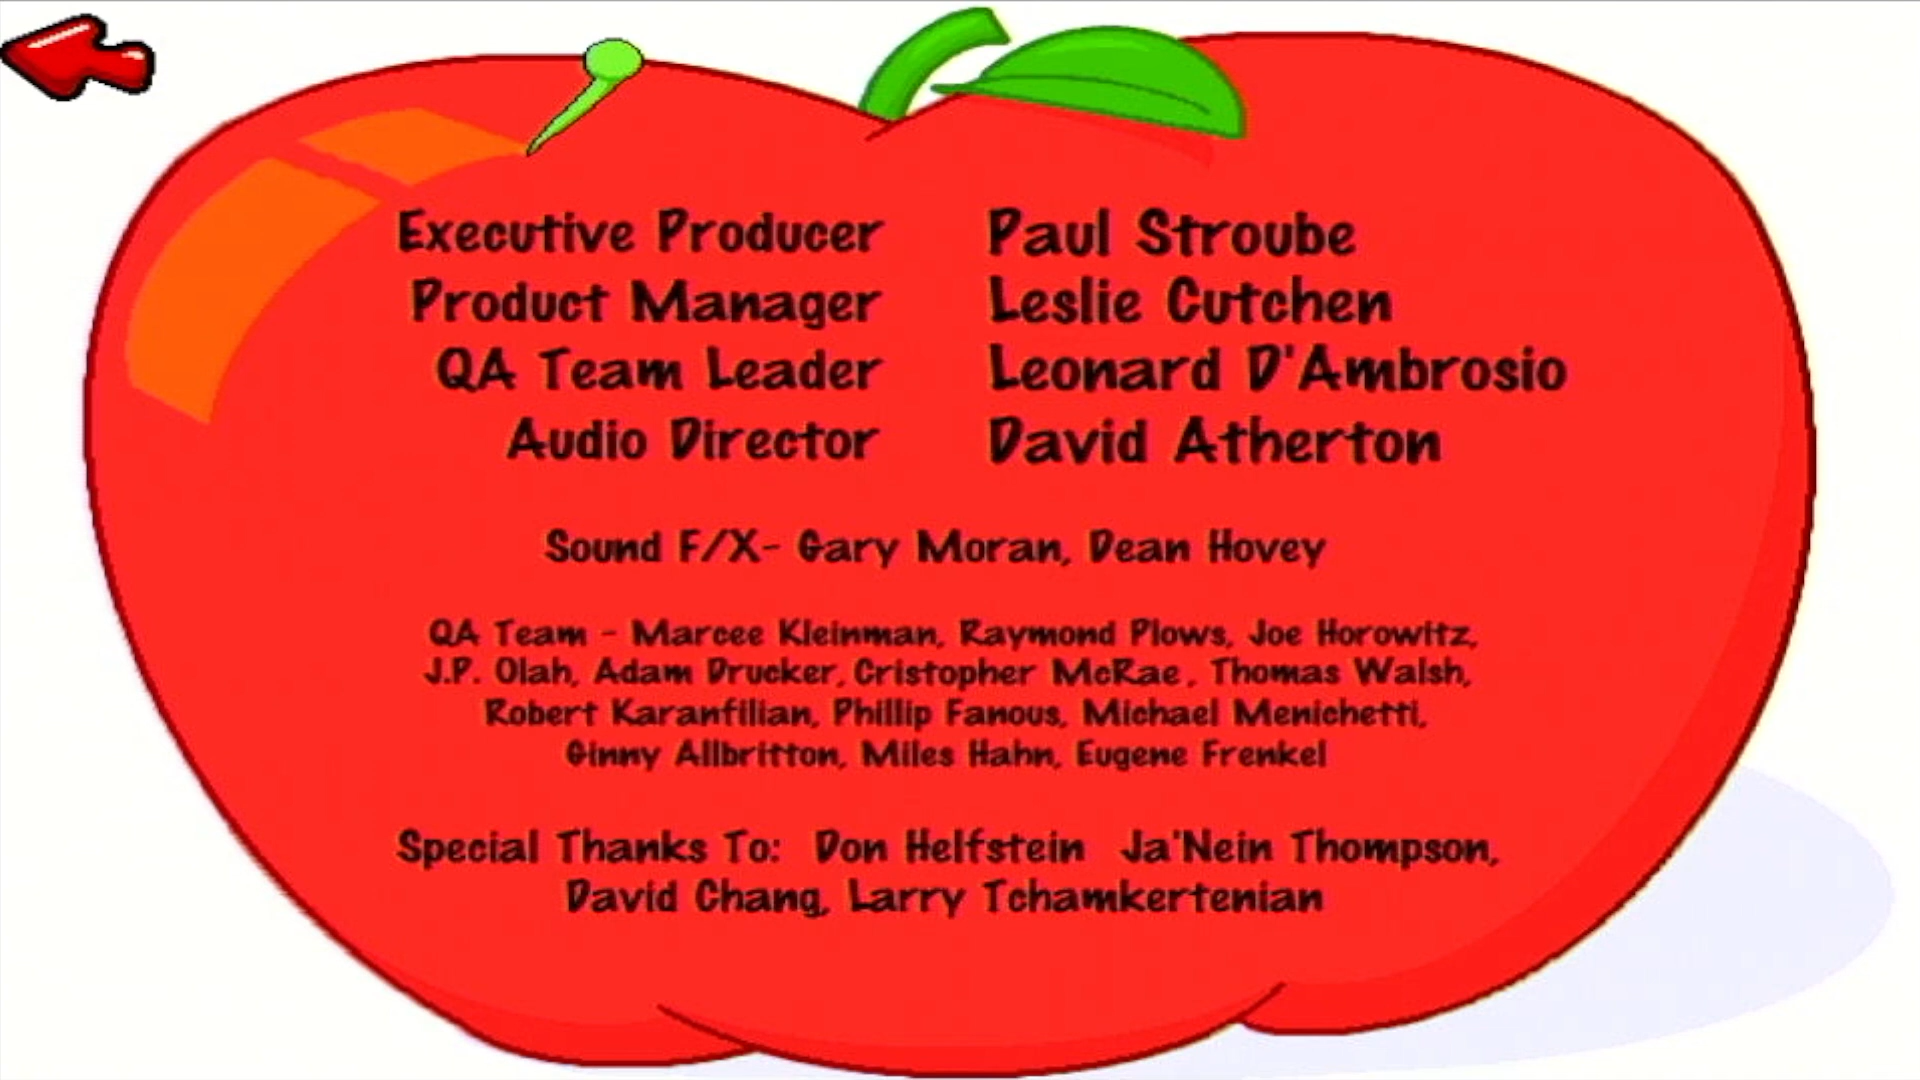 Executive Producer Paul Stroube
Product Manager Leslie Cutchen
QA Team Leader Leonard D'Ambrosio
Audio Director David Atherton
Sound F/X- Gary Moran, Dean Hovey
QA Team - Marcee Kleinman, Raymond Plows, Joe Horowitz,
J.P. Olah, Adam Drucker, Cristopher McRae, Thomas Walsh,
Robert Karanfilian, Phillip Fanous, Michael Menichetti,
Ginny Allbritton, Miles Hahn, Eugene Frenkel
Special Thanks To: Don Helfstein Ja'Nein Thompson,
David Chang, Larry Tchamkertenian